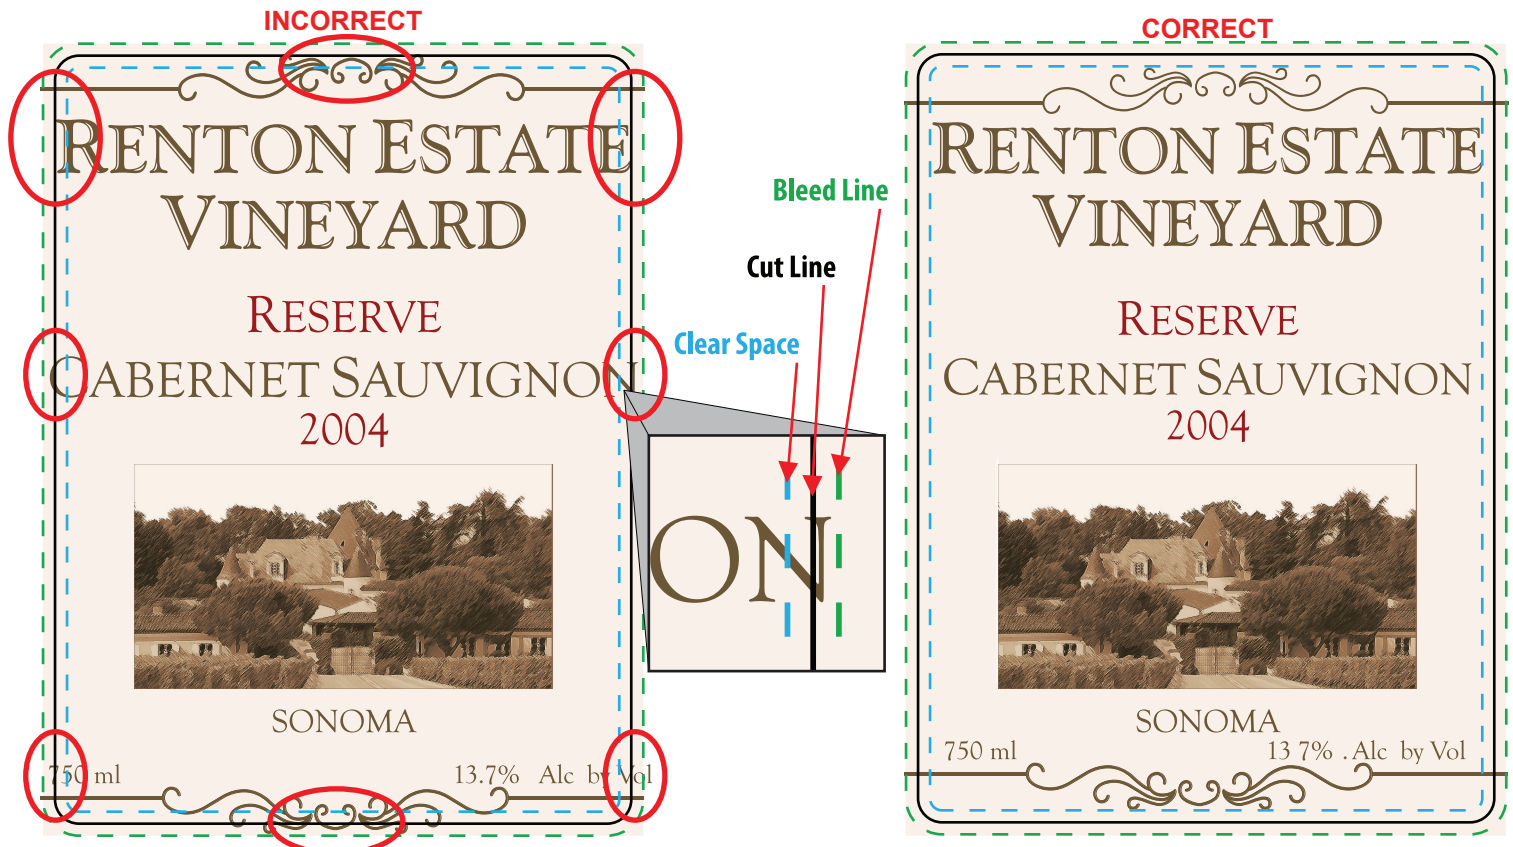 INCORRECT
RENTON ESTATE
VINEYARD
RESERVE
CABERNET SAUVIGNON
2004
SONOMA
750 ml 13.7% Alc by Vol
Bleed Line
Cut Line
Clear Space
ON
CORRECT
RENTON ESTATE
VINEYARD
RESERVE
CABERNET SAUVIGNON
2004
SONOMA
750 ml 13 7% . Alc by Vol